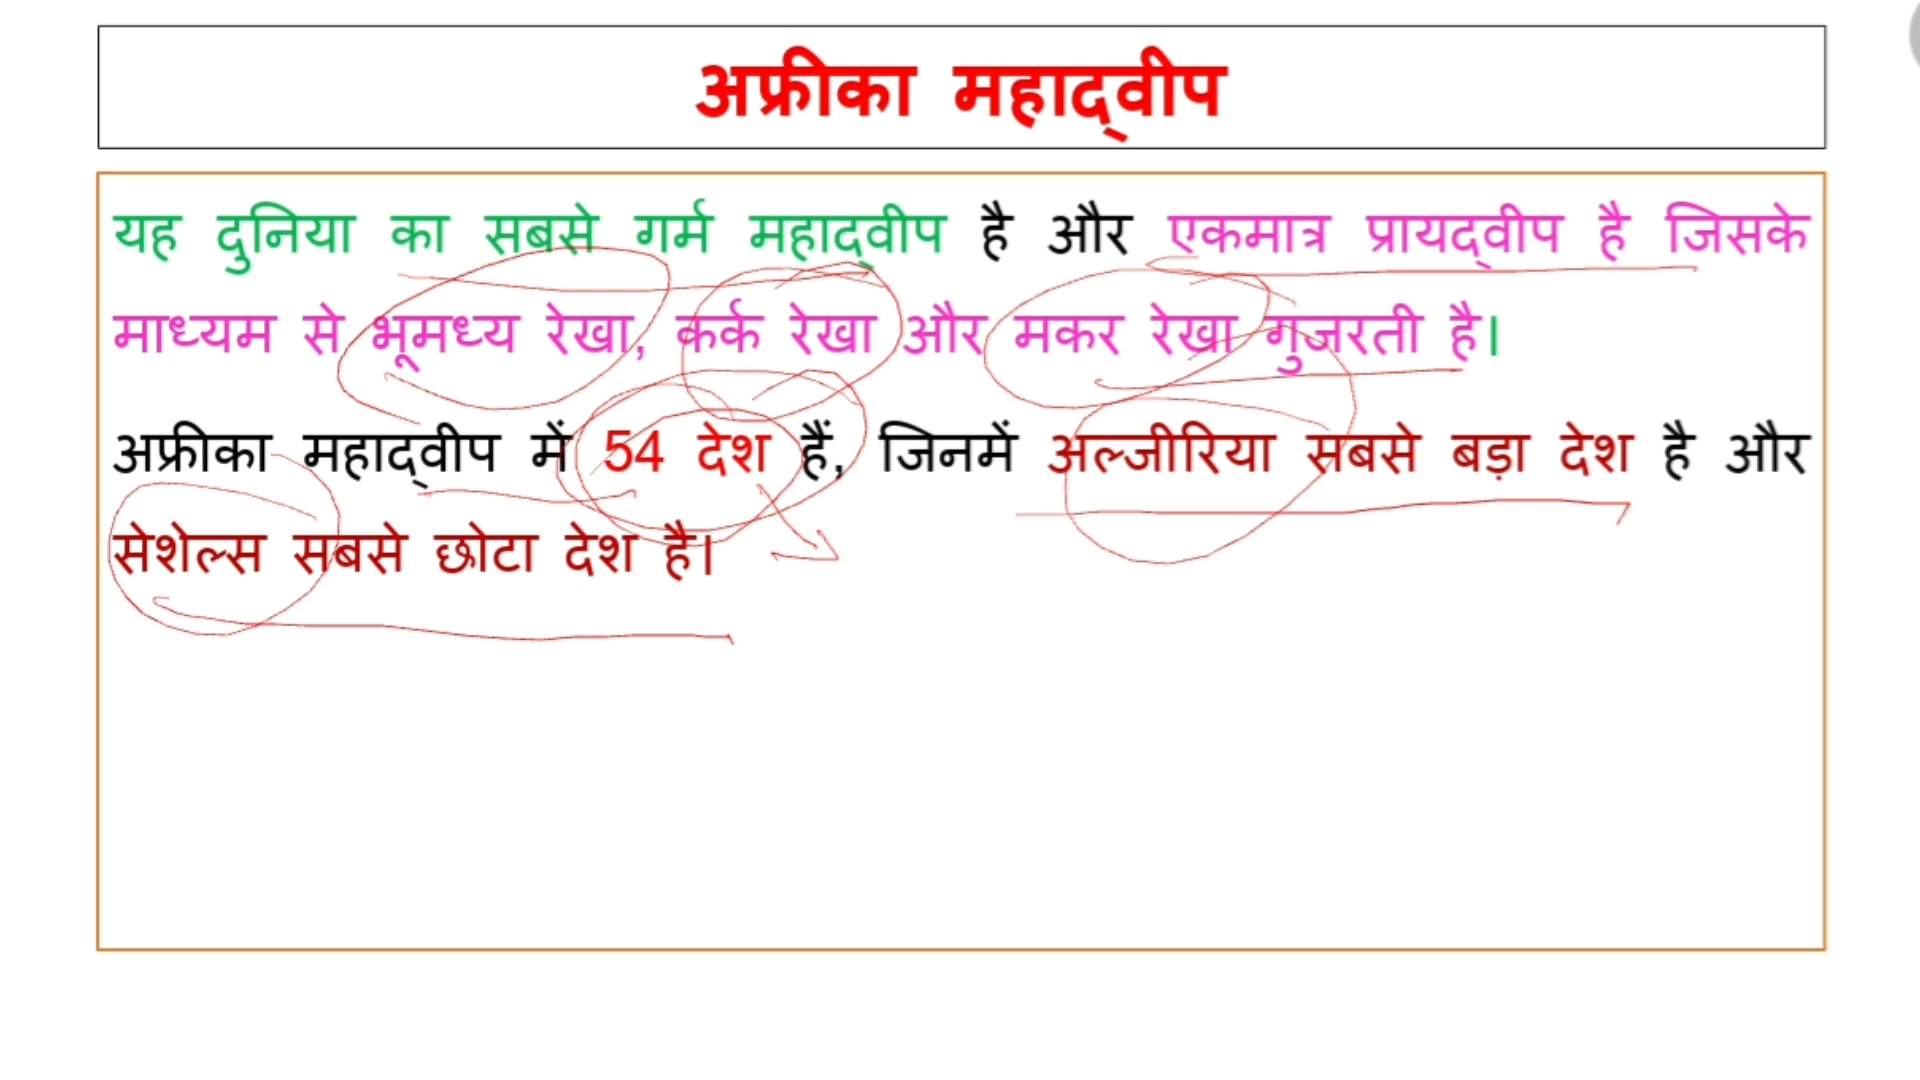 अफ्रीका महाद्वीप
यह दुनिया का सबसे गर्म महाद्वीप है और एकमात्र प्रायद्वीप है जिसके
माध्यम से भूमध्य रेखा, कर्क रेखा और मकर रेखा गुजरती है।
अफ्रीका महाद्वीप में 54 देश हैं, जिनमें अल्जीरिया सबसे बड़ा देश है और
सेशेल्स सबसे छोटा देश है।